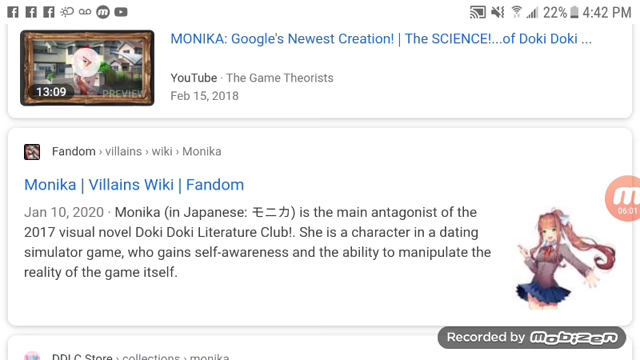 22% 4:42 PM
MONIKA: Google's Newest Creation! | The SCIENCE!...of Doki Doki ...
13:09
PREVIEW
YouTube · The Game Theorists
Feb 15, 2018
Fandom › villains › wiki › Monika
Monika | Villains Wiki | Fandom
Jan 10, 2020 · Monika (in Japanese: モニカ) is the main antagonist of the
2017 visual novel Doki Doki Literature Club!. She is a character in a dating
simulator game, who gains self-awareness and the ability to manipulate the
reality of the game itself.
06:01
Recorded by Mobizen
DDLC Store › collections › monika